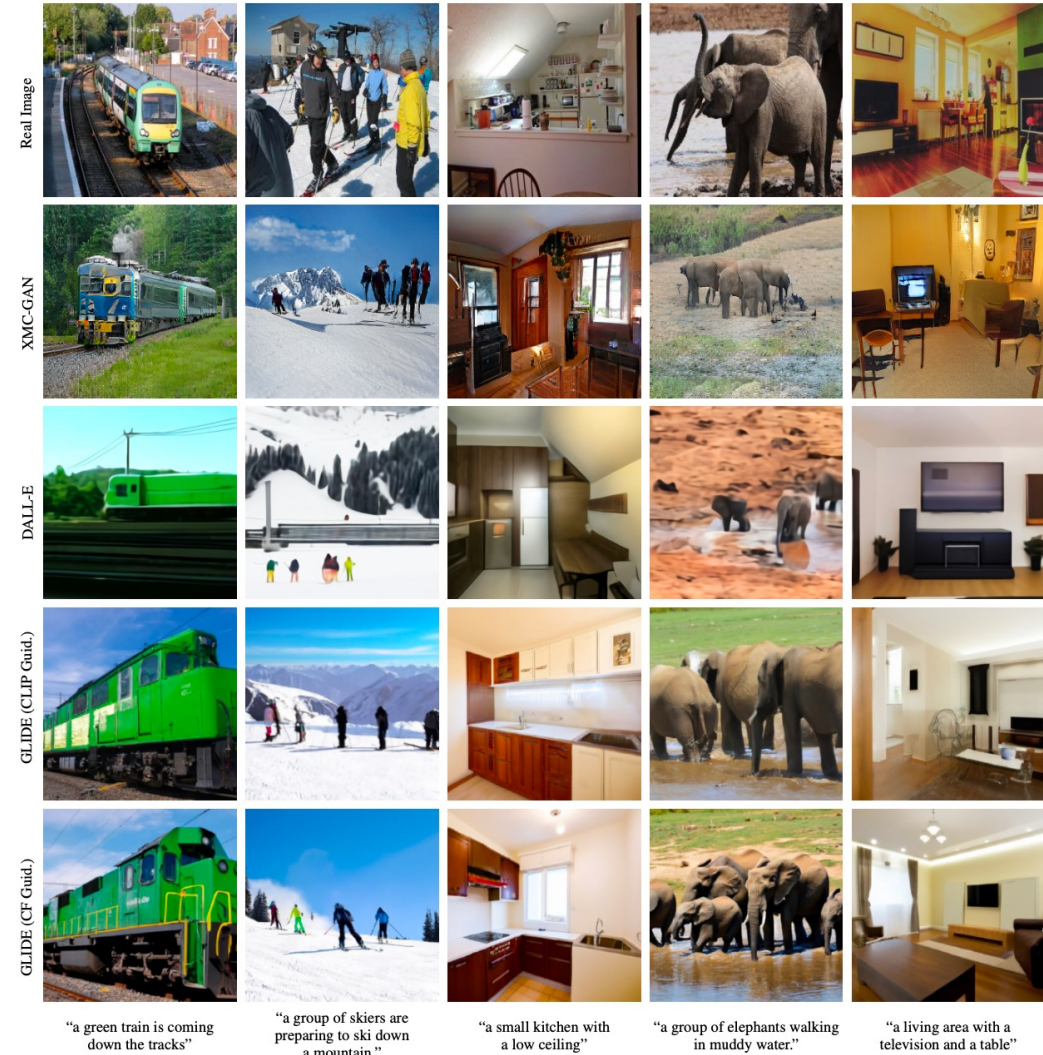 Real Image
XMC-GAN
DALL-E
GLIDE (CLIP Guid.)
GLIDE (CF Guid.)
“a green train is coming
down the tracks”
“a group of skiers are
preparing to ski down
a mountain.”
“a small kitchen with
a low ceiling”
“a group of elephants walking
in muddy water.”
“a living area with a
television and a table”